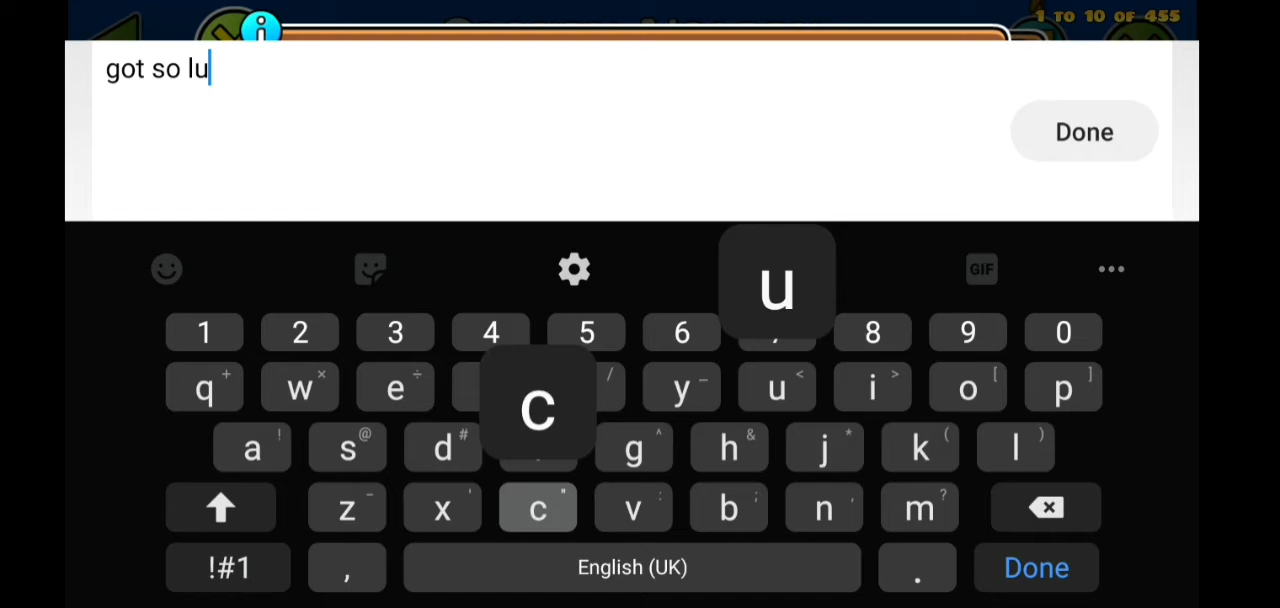 1 TO 10 OF 455
got so lu
Done
u
GIF
1 2 3 4 5 6 8 9 0
c
q + w × e ÷ / y – u < i > o [ p ]
a ! s @ d # g ^ h & j * k ( l )
z - x ' c " v : b ; n , m ?
!#1 , English (UK) . Done